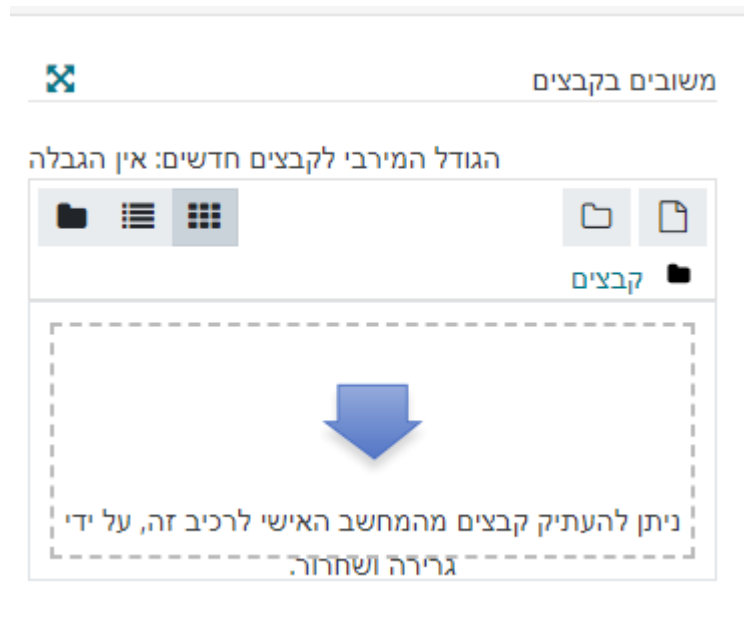 משובים בקבצים
הגודל המירבי לקבצים חדשים: אין הגבלה
קבצים
ניתן להעתיק קבצים מהמחשב האישי לרכיב זה, על ידי
גרירה ושחרור.